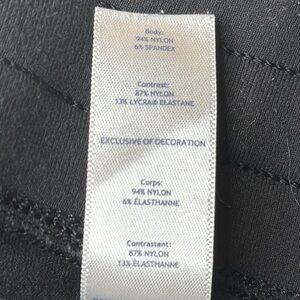 Body:
94% NYLON
6% SPANDEX
Contrast:
87% NYLON
13% LYCRA® ELASTANE
EXCLUSIVE OF DECORATION
Corps:
94% NYLON
6% ÉLASTHANNE
Contrastant:
87% NYLON
13% ÉLASTHANNE